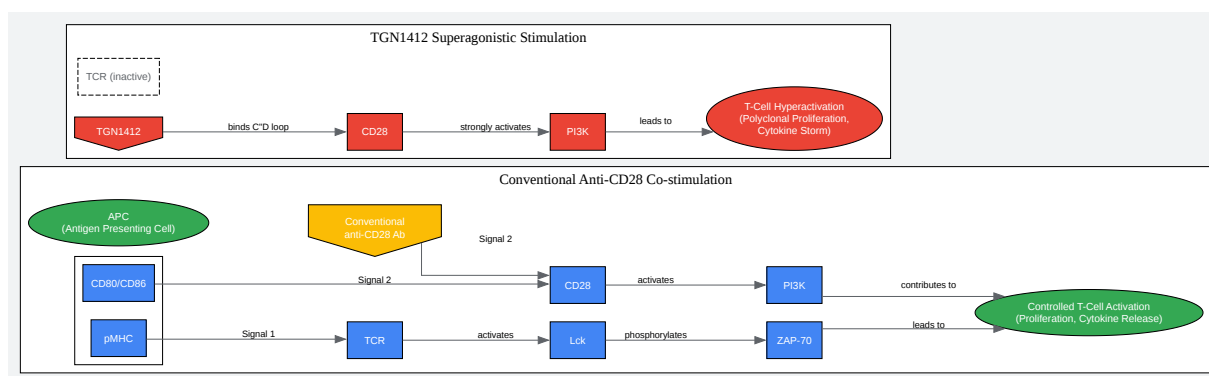 TGN1412 Superagonistic Stimulation
TCR (inactive)
TGN1412
binds C"D loop
CD28
strongly activates
PI3K
leads to
T-Cell Hyperactivation
(Polyclonal Proliferation,
Cytokine Storm)
Conventional Anti-CD28 Co-stimulation
APC
(Antigen Presenting Cell)
Conventional
anti-CD28 Ab
Signal 2
CD80/CD86
Signal 2
CD28
activates
PI3K
contributes to
Controlled T-Cell Activation
(Proliferation, Cytokine Release)
pMHC
Signal 1
TCR
activates
Lck
phosphorylates
ZAP-70
leads to